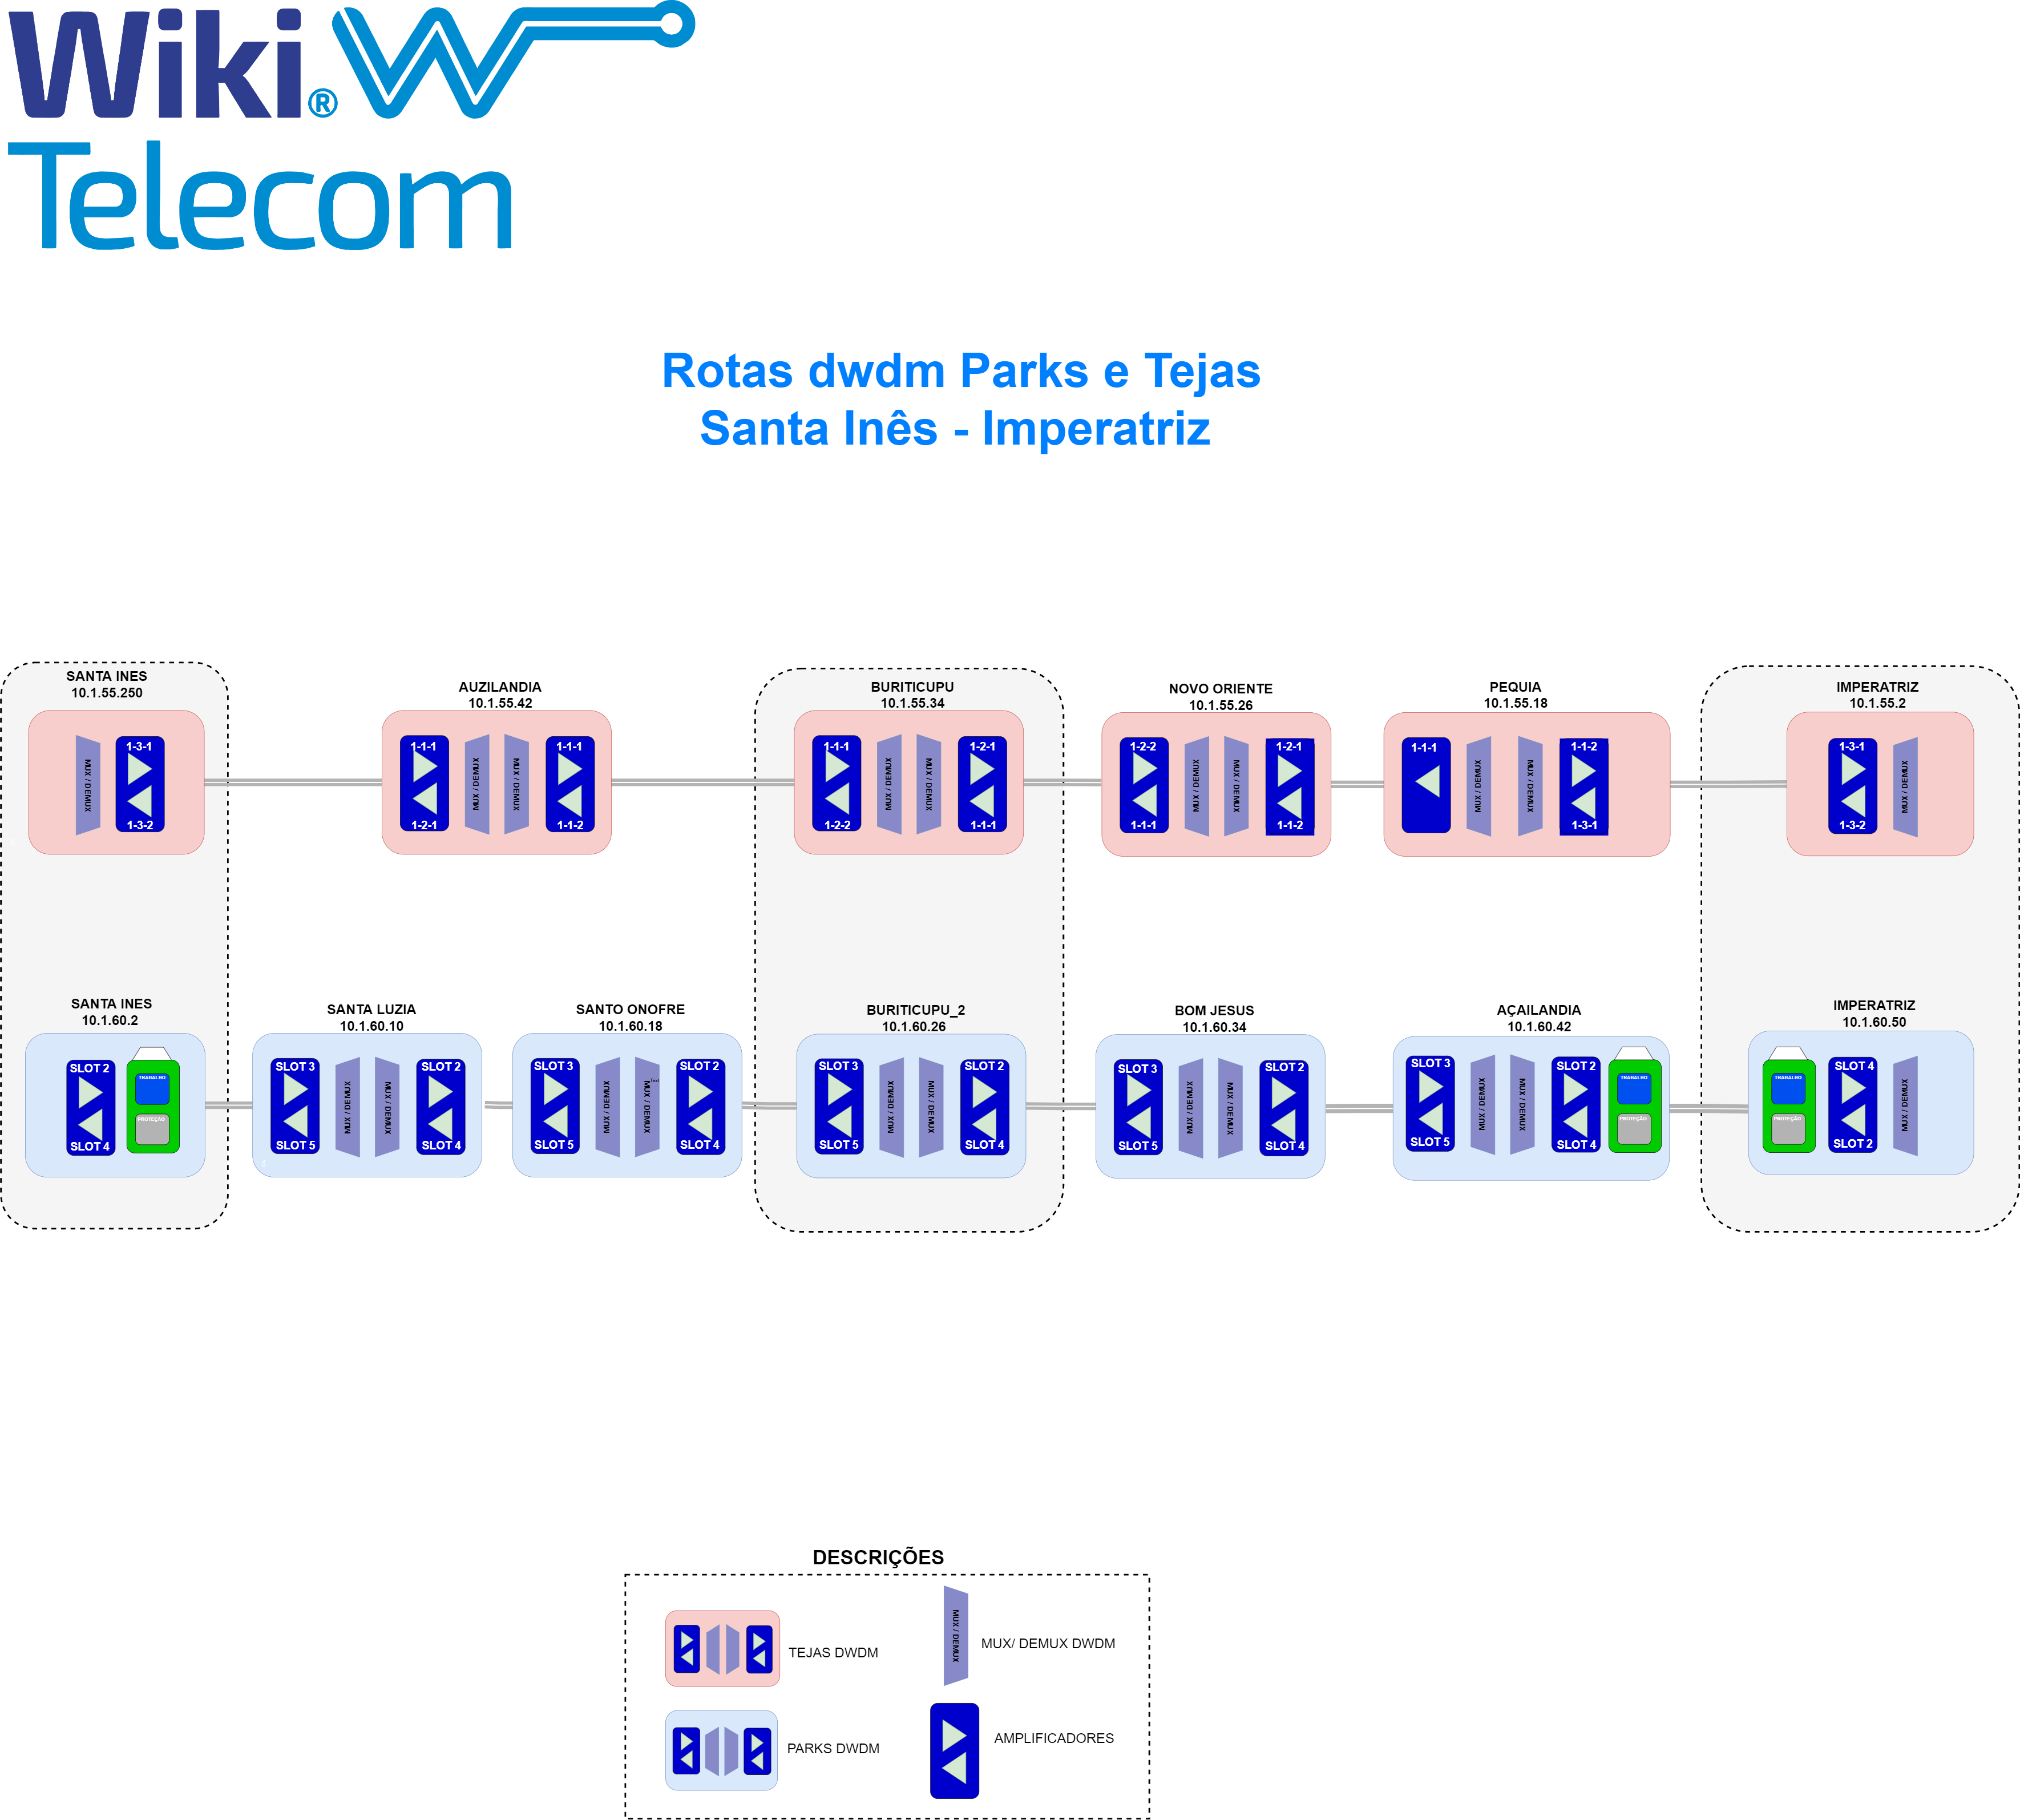 Wiki®
Telecom
Rotas dwdm Parks e Tejas
Santa Inês - Imperatriz
SANTA INES
10.1.55.250
MUX / DEMUX
1-3-1
1-3-2
AUZILANDIA
10.1.55.42
1-1-1
1-2-1
MUX / DEMUX
MUX / DEMUX
1-1-1
1-1-2
BURITICUPU
10.1.55.34
1-1-1
1-2-2
MUX / DEMUX
MUX / DEMUX
1-2-1
1-1-1
NOVO ORIENTE
10.1.55.26
1-2-2
1-1-1
MUX / DEMUX
MUX / DEMUX
1-2-1
1-1-2
PEQUIA
10.1.55.18
1-1-1
MUX / DEMUX
MUX / DEMUX
1-1-2
1-3-1
IMPERATRIZ
10.1.55.2
1-3-1
1-3-2
MUX / DEMUX
SANTA INES
10.1.60.2
SLOT 2
SLOT 4
TRABALHO
PROTEÇÃO
SANTA LUZIA
10.1.60.10
SLOT 3
SLOT 5
MUX / DEMUX
MUX / DEMUX
SLOT 2
SLOT 4
SANTO ONOFRE
10.1.60.18
SLOT 3
SLOT 5
MUX / DEMUX
MUX / DEMUX
Text
SLOT 2
SLOT 4
BURITICUPU_2
10.1.60.26
SLOT 3
SLOT 5
MUX / DEMUX
MUX / DEMUX
SLOT 2
SLOT 4
BOM JESUS
10.1.60.34
SLOT 3
SLOT 5
MUX / DEMUX
MUX / DEMUX
SLOT 2
SLOT 4
AÇAILANDIA
10.1.60.42
SLOT 3
SLOT 5
MUX / DEMUX
MUX / DEMUX
SLOT 2
SLOT 4
TRABALHO
PROTEÇÃO
IMPERATRIZ
10.1.60.50
TRABALHO
PROTEÇÃO
SLOT 4
SLOT 2
MUX / DEMUX
DESCRIÇÕES
TEJAS DWDM
MUX / DEMUX
MUX/ DEMUX DWDM
PARKS DWDM
AMPLIFICADORES